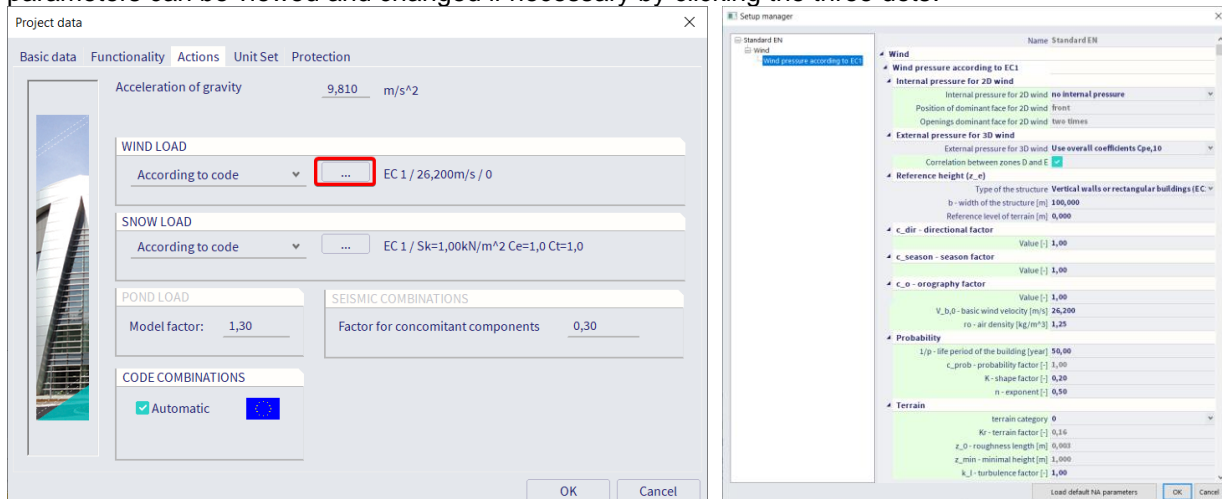 parameters can be viewed and changed if necessary by clicking the three dots.
Project data
Basic data Functionality Actions Unit Set Protection
Acceleration of gravity 9,810 m/s^2
WIND LOAD
According to code ... EC 1 / 26,200m/s / 0
SNOW LOAD
According to code ... EC 1 / Sk=1,00kN/m^2 Ce=1,0 Ct=1,0
POND LOAD
Model factor: 1,30
SEISMIC COMBINATIONS
Factor for concomitant components 0,30
CODE COMBINATIONS
Automatic
OK Cancel
Setup manager
Standard EN
Wind
Wind pressure according to EC1
Name Standard EN
Wind
Wind pressure according to EC1
Internal pressure for 2D wind
Internal pressure for 2D wind no internal pressure
Position of dominant face for 2D wind front
Openings dominant face for 2D wind two times
External pressure for 3D wind
External pressure for 3D wind Use overall coefficients Cpe,10
Correlation between zones D and E
Reference height (z_e)
Type of the structure Vertical walls or rectangular buildings (EC:
b - width of the structure [m] 100,000
Reference level of terrain [m] 0,000
c_dir - directional factor
Value [-] 1,00
c_season - season factor
Value [-] 1,00
c_o - orography factor
Value [-] 1,00
V_b,0 - basic wind velocity [m/s] 26,200
ro - air density [kg/m^3] 1,25
Probability
1/p - life period of the building [year] 50,00
c_prob - probability factor [-] 1,00
K - shape factor [-] 0,20
n - exponent [-] 0,50
Terrain
terrain category 0
Kr - terrain factor [-] 0,16
z_0 - roughness length [m] 0,003
z_min - minimal height [m] 1,000
k_I - turbulence factor [-] 1,00
Load default NA parameters OK Cancel